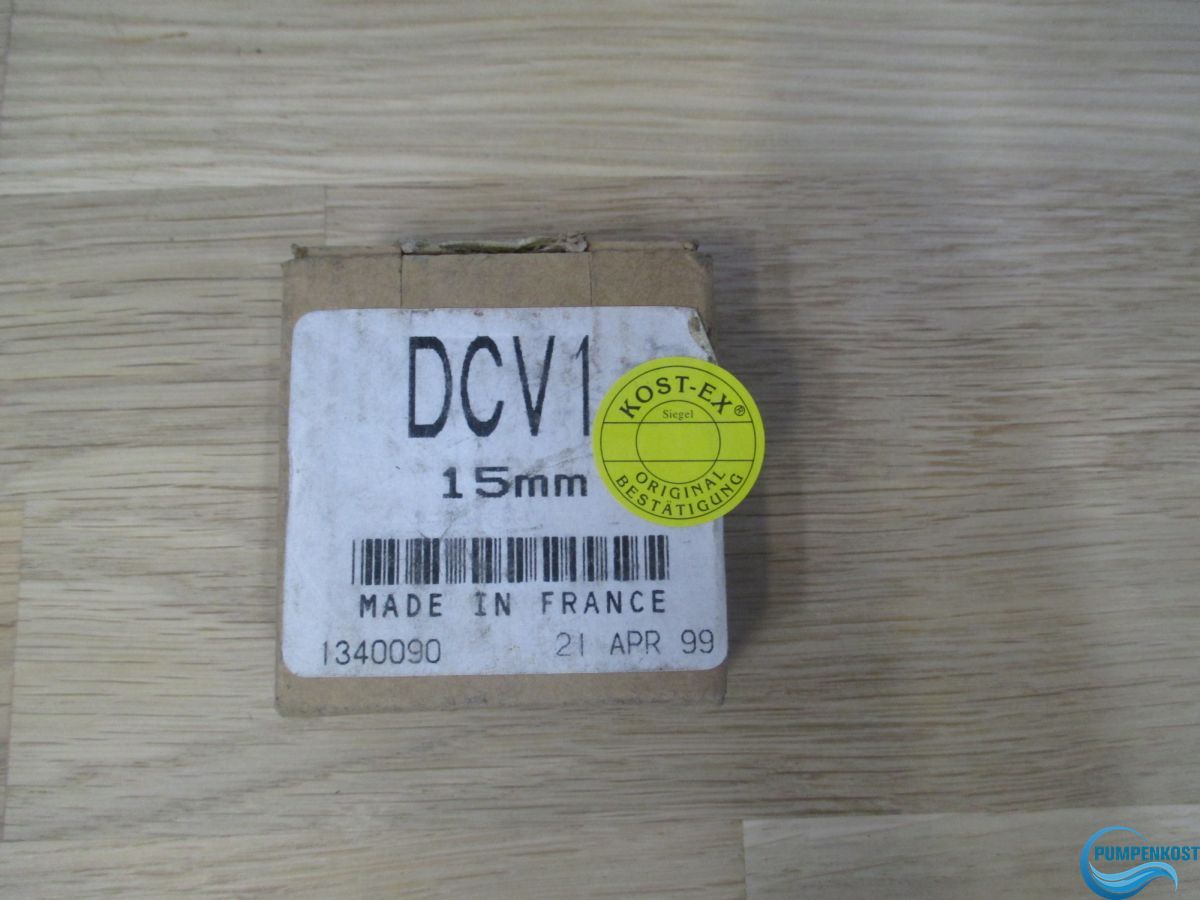 DCV1
15mm
KOST-EX®
Siegel
ORIGINAL
BESTÄTIGUNG
MADE IN FRANCE
1340090 21 APR 99
PUMPENKOST